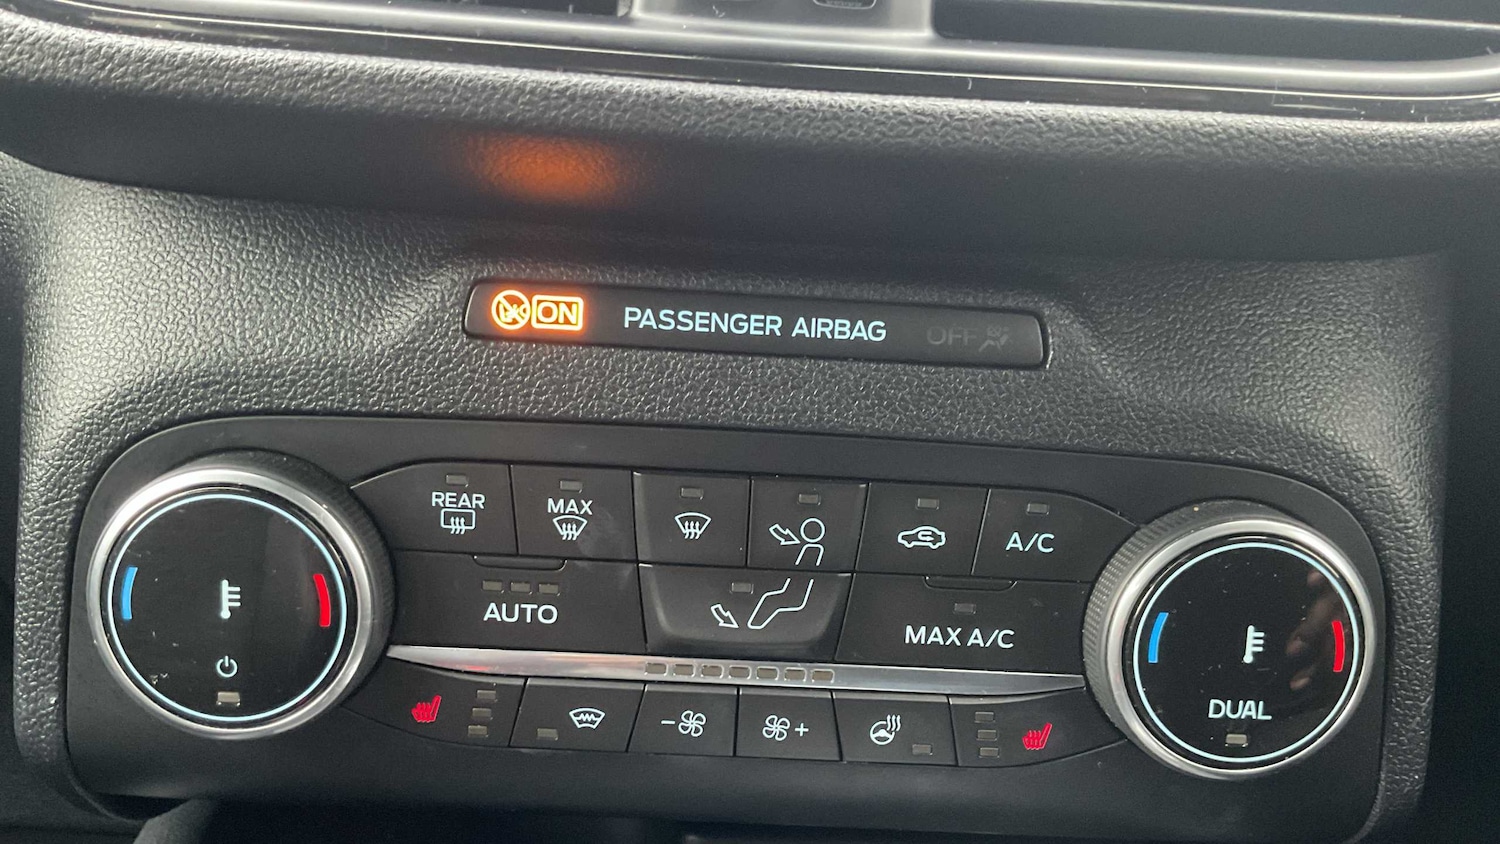 ON PASSENGER AIRBAG OFF
REAR
MAX
A/C
AUTO
MAX A/C
- +
DUAL